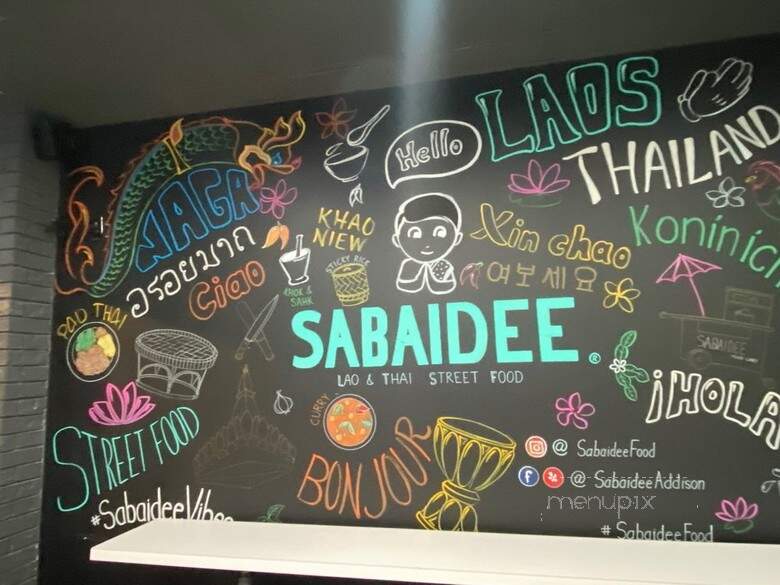 LAOS
Hello
THAILAND
NAGA
KHAO
NIEW
Xin chao
อร่อยมาก
Ciao
STICKY RICE
KHOK &
SAHK
여보세요
PAD THAI
SABAIDEE®
SABAIDEE
LAO & THAI STREET FOOD
¡HOLA
STREET FOOD
CURRY
BONJOUR
@ SabaideeFood
@ SabaideeAddison
menupix
#SabaideeFood